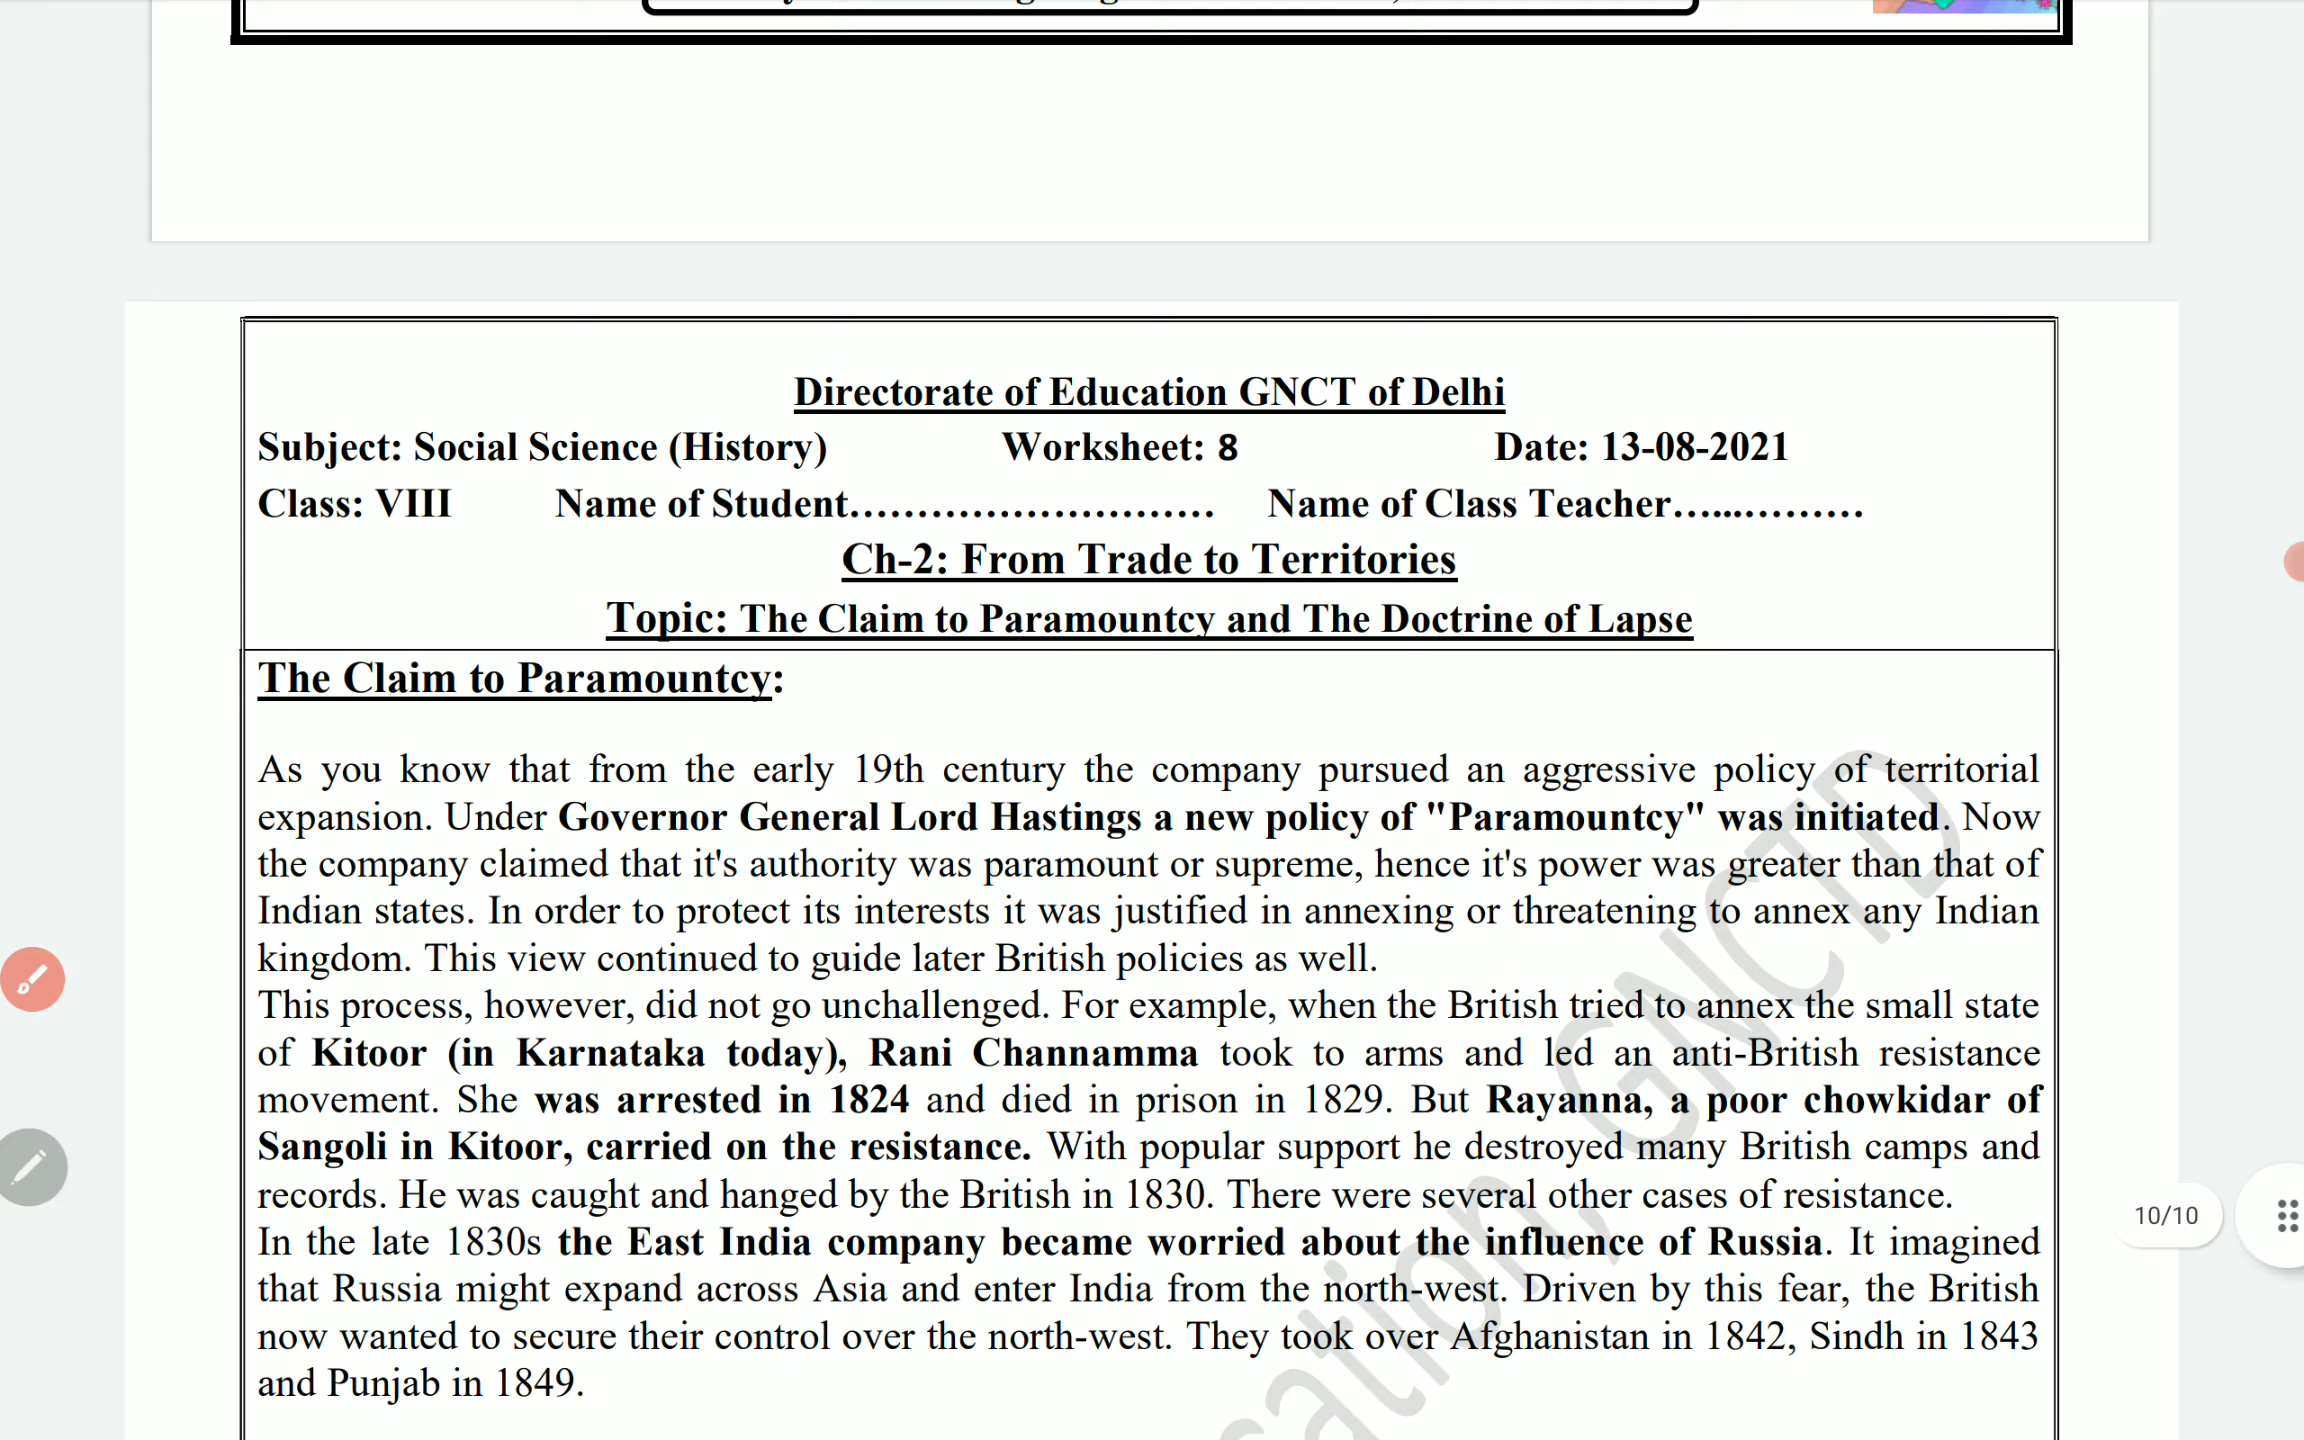 Directorate of Education GNCT of Delhi
Subject: Social Science (History) Worksheet: 8 Date: 13-08-2021
Class: VIII Name of Student........................... Name of Class Teacher...............
Ch-2: From Trade to Territories
Topic: The Claim to Paramountcy and The Doctrine of Lapse
The Claim to Paramountcy:
As you know that from the early 19th century the company pursued an aggressive policy of territorial
expansion. Under Governor General Lord Hastings a new policy of "Paramountcy" was initiated. Now
the company claimed that it's authority was paramount or supreme, hence it's power was greater than that of
Indian states. In order to protect its interests it was justified in annexing or threatening to annex any Indian
kingdom. This view continued to guide later British policies as well.
This process, however, did not go unchallenged. For example, when the British tried to annex the small state
of Kitoor (in Karnataka today), Rani Channamma took to arms and led an anti-British resistance
movement. She was arrested in 1824 and died in prison in 1829. But Rayanna, a poor chowkidar of
Sangoli in Kitoor, carried on the resistance. With popular support he destroyed many British camps and
records. He was caught and hanged by the British in 1830. There were several other cases of resistance.
In the late 1830s the East India company became worried about the influence of Russia. It imagined
that Russia might expand across Asia and enter India from the north-west. Driven by this fear, the British
now wanted to secure their control over the north-west. They took over Afghanistan in 1842, Sindh in 1843
and Punjab in 1849.
GNCTD
10/10